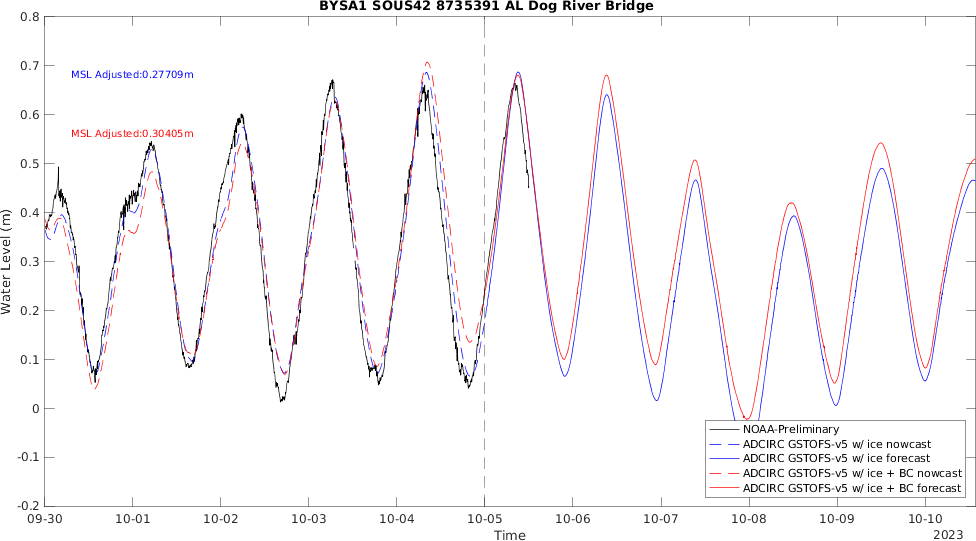 BYSA1 SOUS42 8735391 AL Dog River Bridge
0.8
0.7
0.6
0.5
0.4
0.3
0.2
0.1
0
-0.1
-0.2
Water Level (m)
MSL Adjusted:0.27709m
MSL Adjusted:0.30405m
NOAA-Preliminary
ADCIRC GSTOFS-v5 w/ ice nowcast
ADCIRC GSTOFS-v5 w/ ice forecast
ADCIRC GSTOFS-v5 w/ ice + BC nowcast
ADCIRC GSTOFS-v5 w/ ice + BC forecast
09-30 10-01 10-02 10-03 10-04 10-05 10-06 10-07 10-08 10-09 10-10
Time
2023